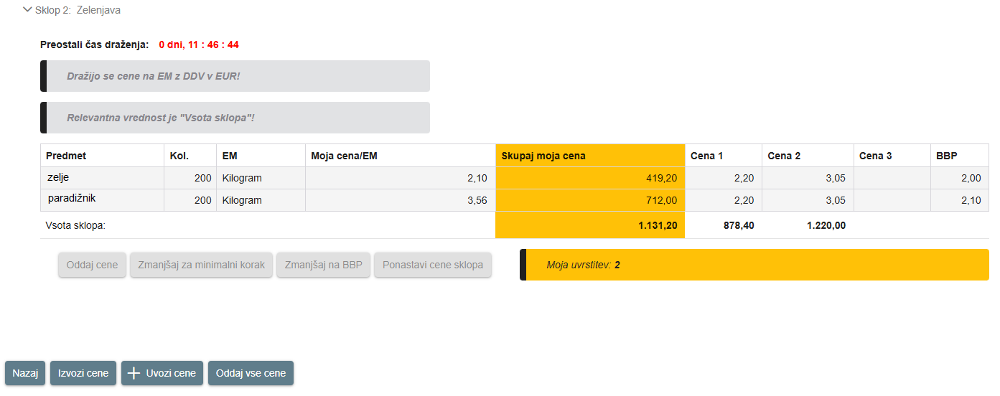 Sklop 2: Zelenjava
Preostali čas draženja: 0 dni, 11 : 46 : 44
Dražijo se cene na EM z DDV v EUR!
Relevantna vrednost je "Vsota sklopa"!
Predmet Kol. EM Moja cena/EM Skupaj moja cena Cena 1 Cena 2 Cena 3 BBP
zelje 200 Kilogram 2,10 419,20 2,20 3,05 2,00
paradižnik 200 Kilogram 3,56 712,00 2,20 3,05 2,10
Vsota sklopa: 1.131,20 878,40 1.220,00
Oddaj cene Zmanjšaj za minimalni korak Zmanjšaj na BBP Ponastavi cene sklopa Moja uvrstitev: 2
Nazaj Izvozi cene Uvozi cene Oddaj vse cene